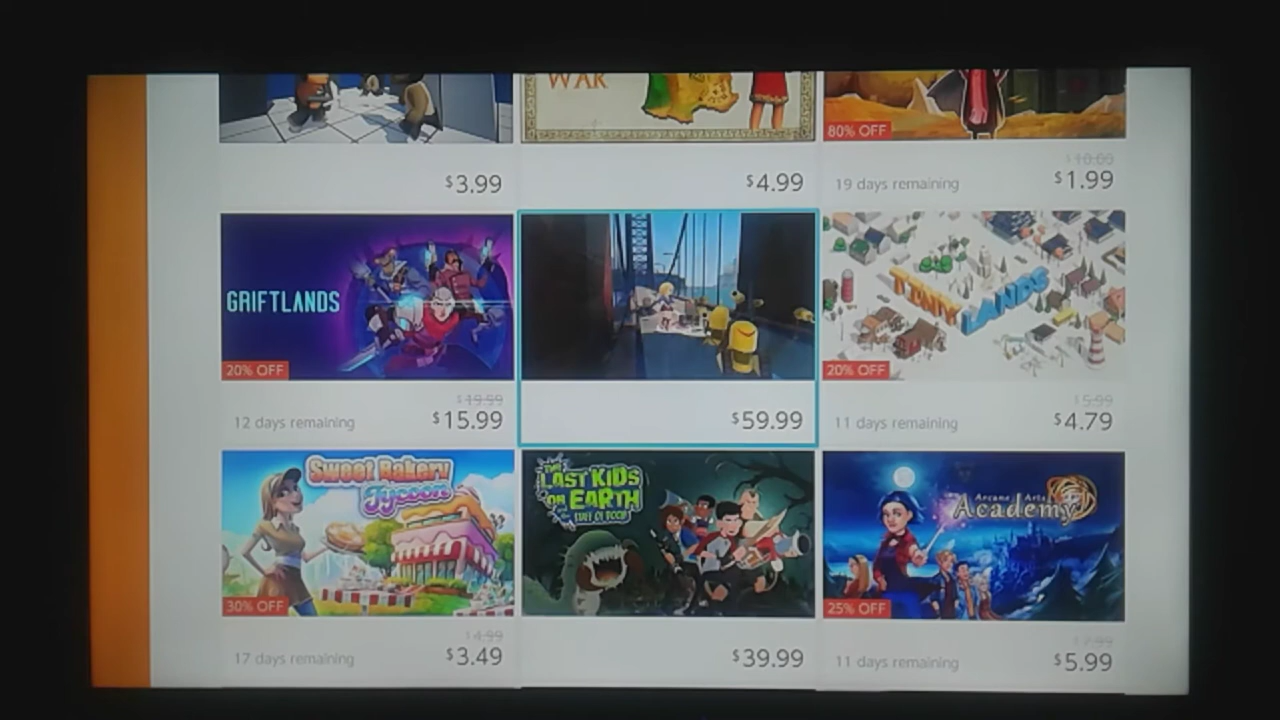 WAR
80% OFF
$10.00
$3.99
$4.99
19 days remaining
$1.99
GRIFTLANDS
TINY LANDS
20% OFF
20% OFF
$19.99
$5.99
12 days remaining
$15.99
$59.99
11 days remaining
$4.79
Sweet Bakery
Tycoon
THE
LAST KIDS
ON EARTH
Arcane Arts
Academy
30% OFF
25% OFF
$4.99
$7.99
17 days remaining
$3.49
$39.99
11 days remaining
$5.99